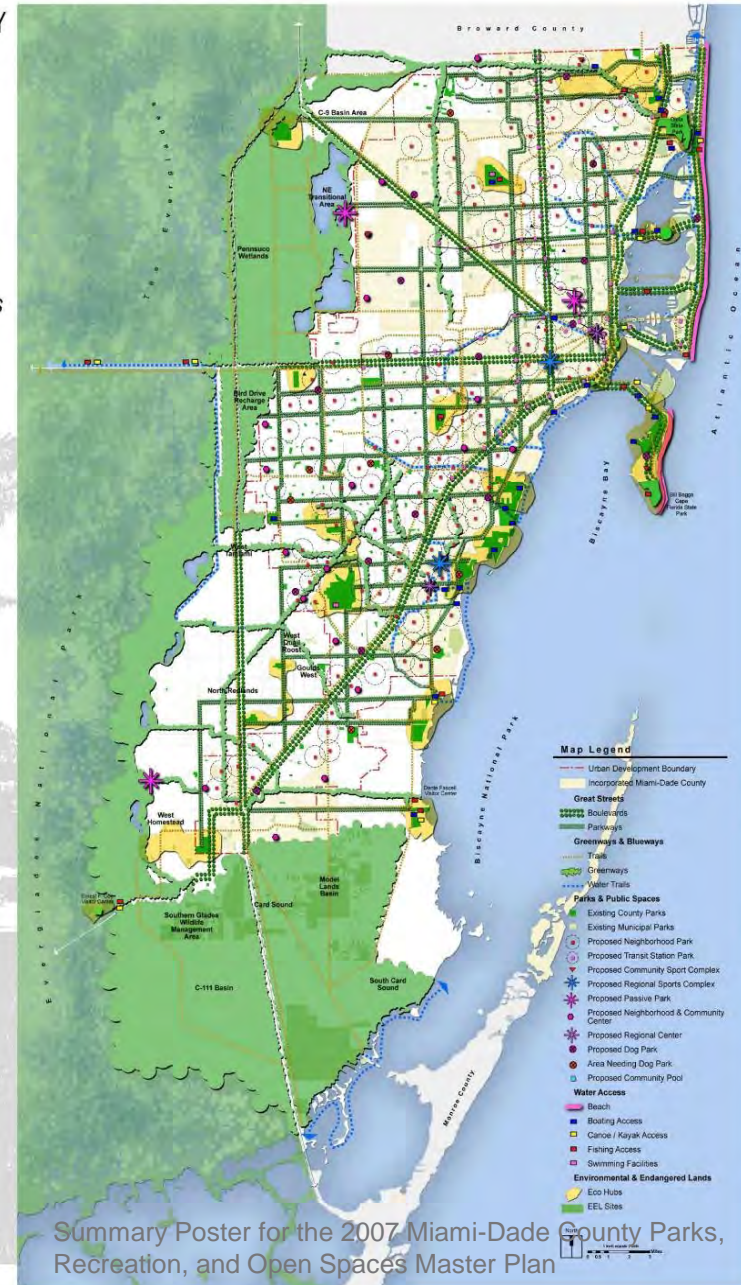 Y
s
Broward County
The Everglades
C-9 Basin Area
NE
Transitional
Area
Pennsuco
Wetlands
Atlantic Ocean
Bird Drive
Recharge
Area
Bill Baggs
Cape
Florida State
Park
Biscayne Bay
West
Tamiami
West
Quail
Roost
Goulds
West
North Redlands
Everglades National park
Biscayne National Park
Dante Fascell
Visitor Center
West
Homestead
Model
Lands
Basin
Card Sound
Southern Glades
Wildlife
Management
Area
C-111 Basin
South Card
Sound
Monroe County
Map Legend
Urban Development Boundary
Incorporated Miami-Dade County
Great Streets
Boulevards
Parkways
Greenways & Blueways
Trails
Greenways
Water Trails
Parks & Public Spaces
Existing County Parks
Existing Municipal Parks
Proposed Neighborhood Park
Proposed Transit Station Park
Proposed Community Sport Complex
Proposed Regional Sports Complex
Proposed Passive Park
Proposed Neighborhood & Community
Center
Proposed Regional Center
Proposed Dog Park
Area Needing Dog Park
Proposed Community Pool
Water Access
Beach
Boating Access
Canoe / Kayak Access
Fishing Access
Swimming Facilities
Environmental & Endangered Lands
Eco Hubs
EEL Sites
North
Miles
Summary Poster for the 2007 Miami-Dade County Parks,
Recreation, and Open Spaces Master Plan